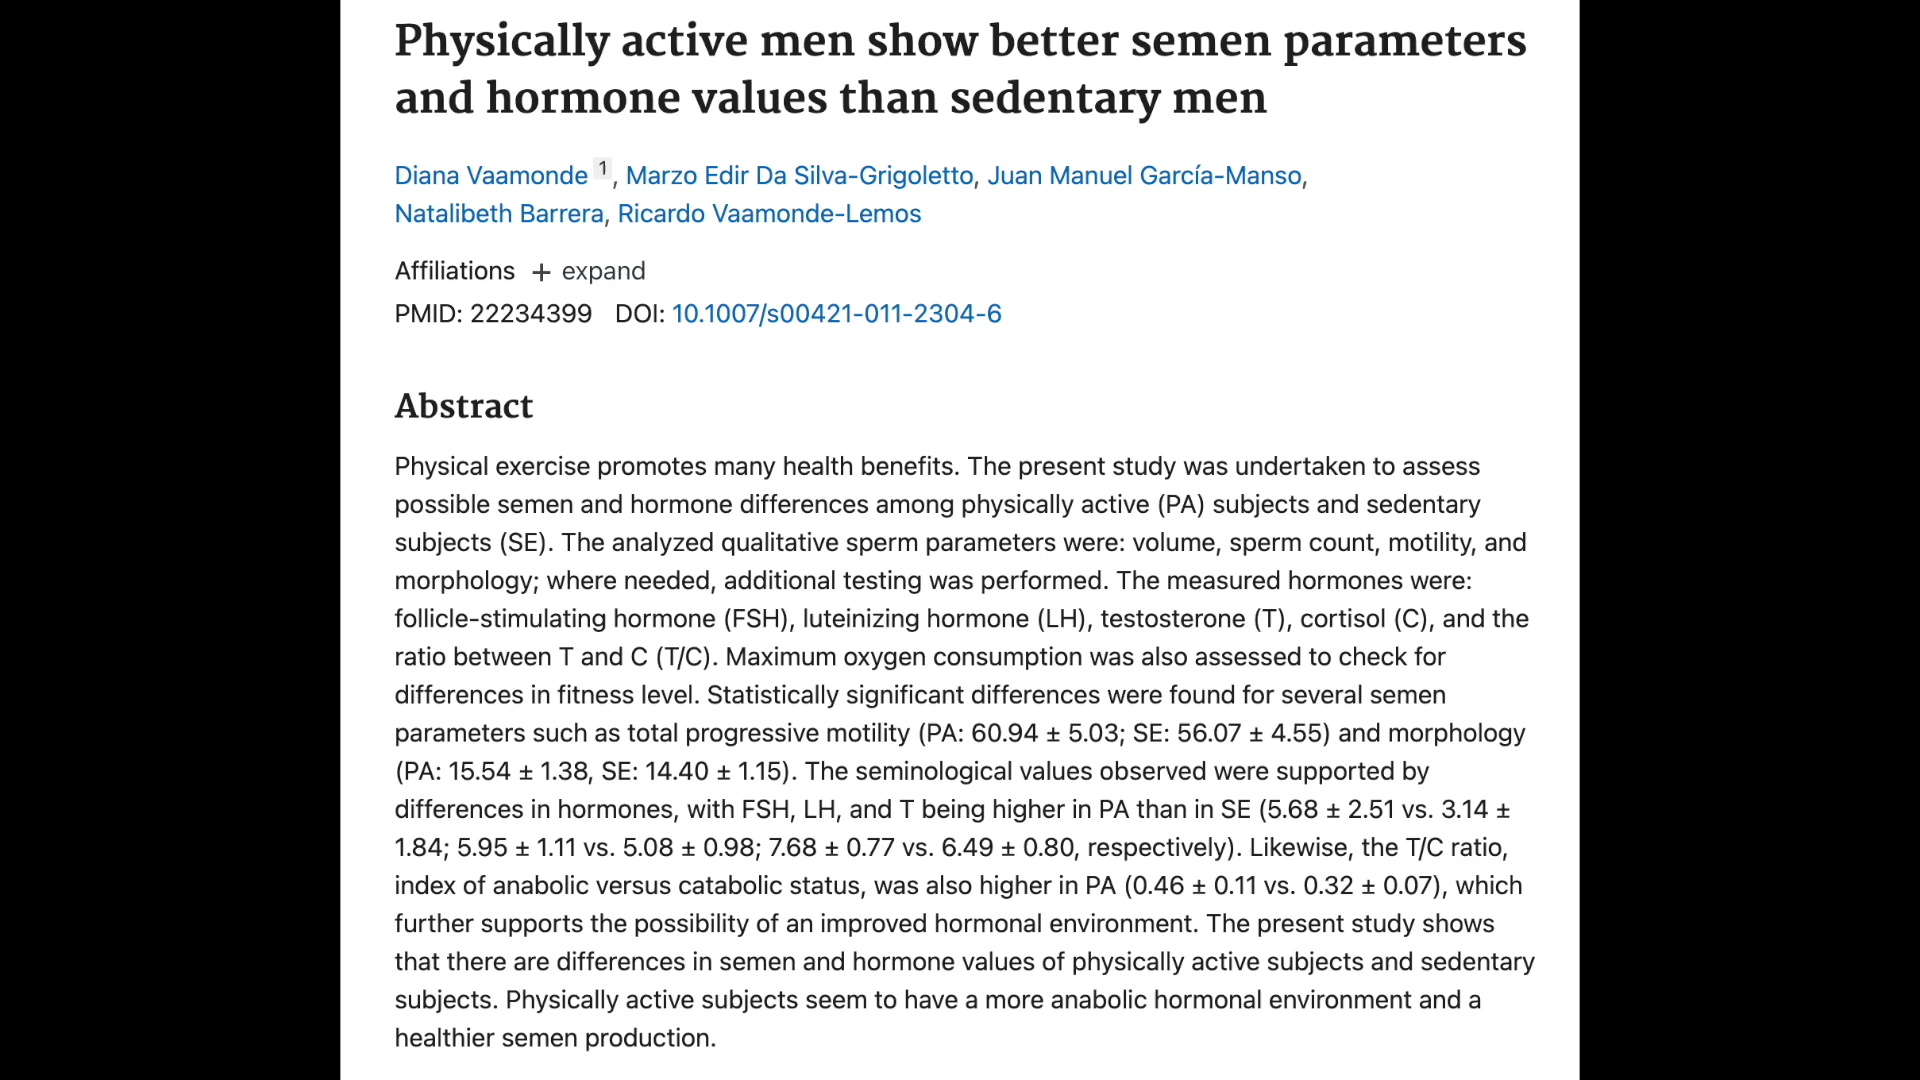 Physically active men show better semen parameters
and hormone values than sedentary men
Diana Vaamonde 1, Marzo Edir Da Silva-Grigoletto, Juan Manuel García-Manso,
Natalibeth Barrera, Ricardo Vaamonde-Lemos
Affiliations + expand
PMID: 22234399 DOI: 10.1007/s00421-011-2304-6
Abstract
Physical exercise promotes many health benefits. The present study was undertaken to assess
possible semen and hormone differences among physically active (PA) subjects and sedentary
subjects (SE). The analyzed qualitative sperm parameters were: volume, sperm count, motility, and
morphology; where needed, additional testing was performed. The measured hormones were:
follicle-stimulating hormone (FSH), luteinizing hormone (LH), testosterone (T), cortisol (C), and the
ratio between T and C (T/C). Maximum oxygen consumption was also assessed to check for
differences in fitness level. Statistically significant differences were found for several semen
parameters such as total progressive motility (PA: 60.94 ± 5.03; SE: 56.07 ± 4.55) and morphology
(PA: 15.54 ± 1.38, SE: 14.40 ± 1.15). The seminological values observed were supported by
differences in hormones, with FSH, LH, and T being higher in PA than in SE (5.68 ± 2.51 vs. 3.14 ±
1.84; 5.95 ± 1.11 vs. 5.08 ± 0.98; 7.68 ± 0.77 vs. 6.49 ± 0.80, respectively). Likewise, the T/C ratio,
index of anabolic versus catabolic status, was also higher in PA (0.46 ± 0.11 vs. 0.32 ± 0.07), which
further supports the possibility of an improved hormonal environment. The present study shows
that there are differences in semen and hormone values of physically active subjects and sedentary
subjects. Physically active subjects seem to have a more anabolic hormonal environment and a
healthier semen production.